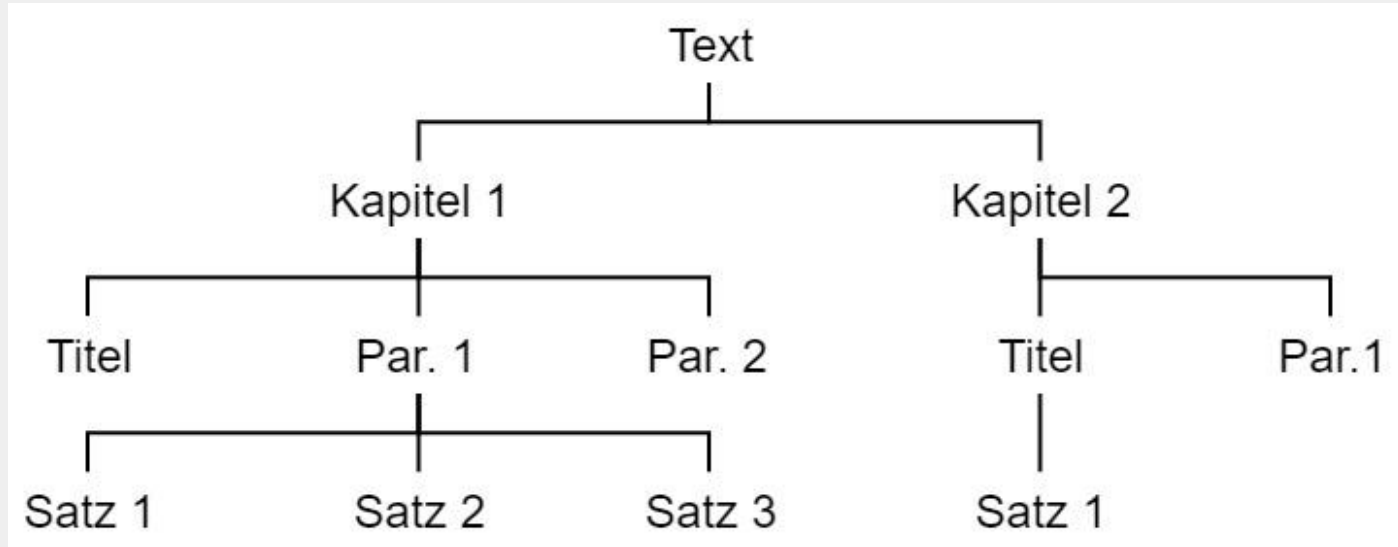 Text
Kapitel 1 Kapitel 2
Titel Par. 1 Par. 2 Titel Par.1
Satz 1 Satz 2 Satz 3 Satz 1